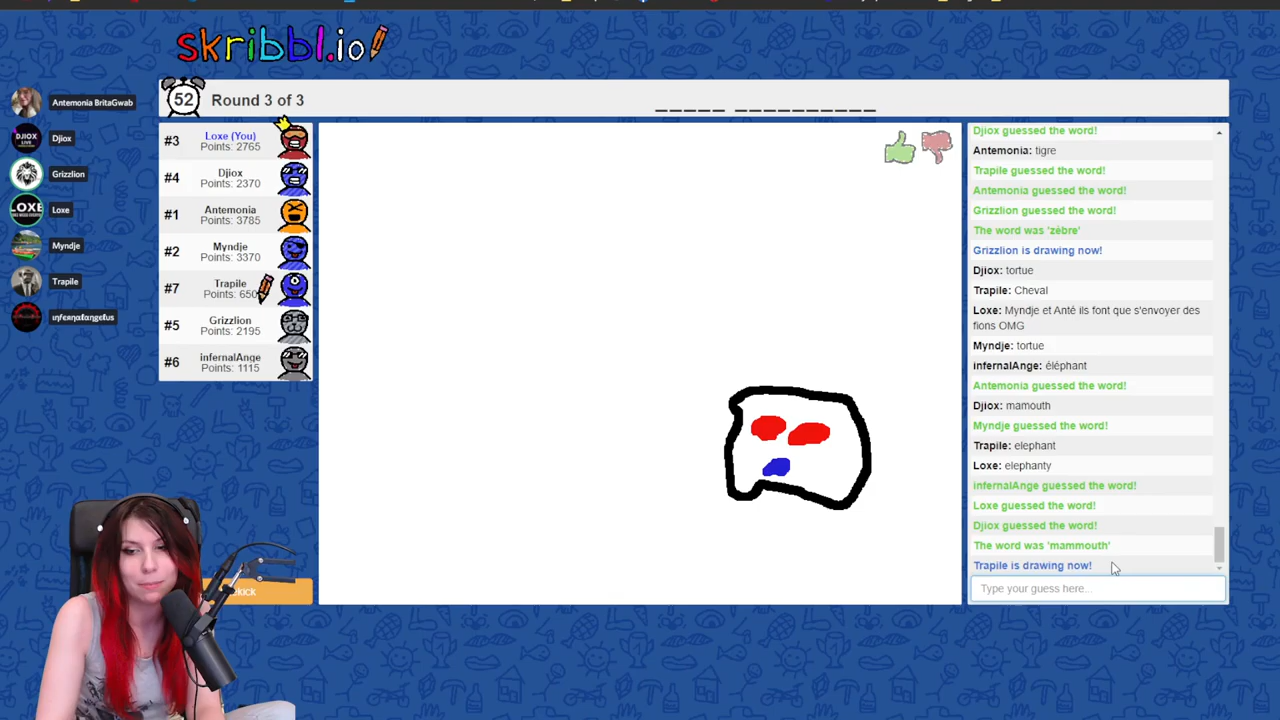 skribbl.io
52
Round 3 of 3
_____ _________
Antemonia BritaGwab
Djiox
Grizzlion
Loxe
Myndje
Trapile
#3 Loxe (You)
Points: 2765
#4 Djiox
Points: 2370
#1 Antemonia
Points: 3785
#2 Myndje
Points: 3370
#7 Trapile
Points: 650
#5 Grizzlion
Points: 2195
#6 infernalAnge
Points: 1115
Djiox guessed the word!
Antemonia: tigre
Trapile guessed the word!
Antemonia guessed the word!
Grizzlion guessed the word!
The word was 'zèbre'
Grizzlion is drawing now!
Djiox: tortue
Trapile: Cheval
Loxe: Myndje et Anté ils font que s'envoyer des
fions OMG
Myndje: tortue
infernalAnge: éléphant
Antemonia guessed the word!
Djiox: mamouth
Myndje guessed the word!
Trapile: elephant
Loxe: elephanty
infernalAnge guessed the word!
Loxe guessed the word!
Djiox guessed the word!
The word was 'mammouth'
Trapile is drawing now!
Type your guess here...